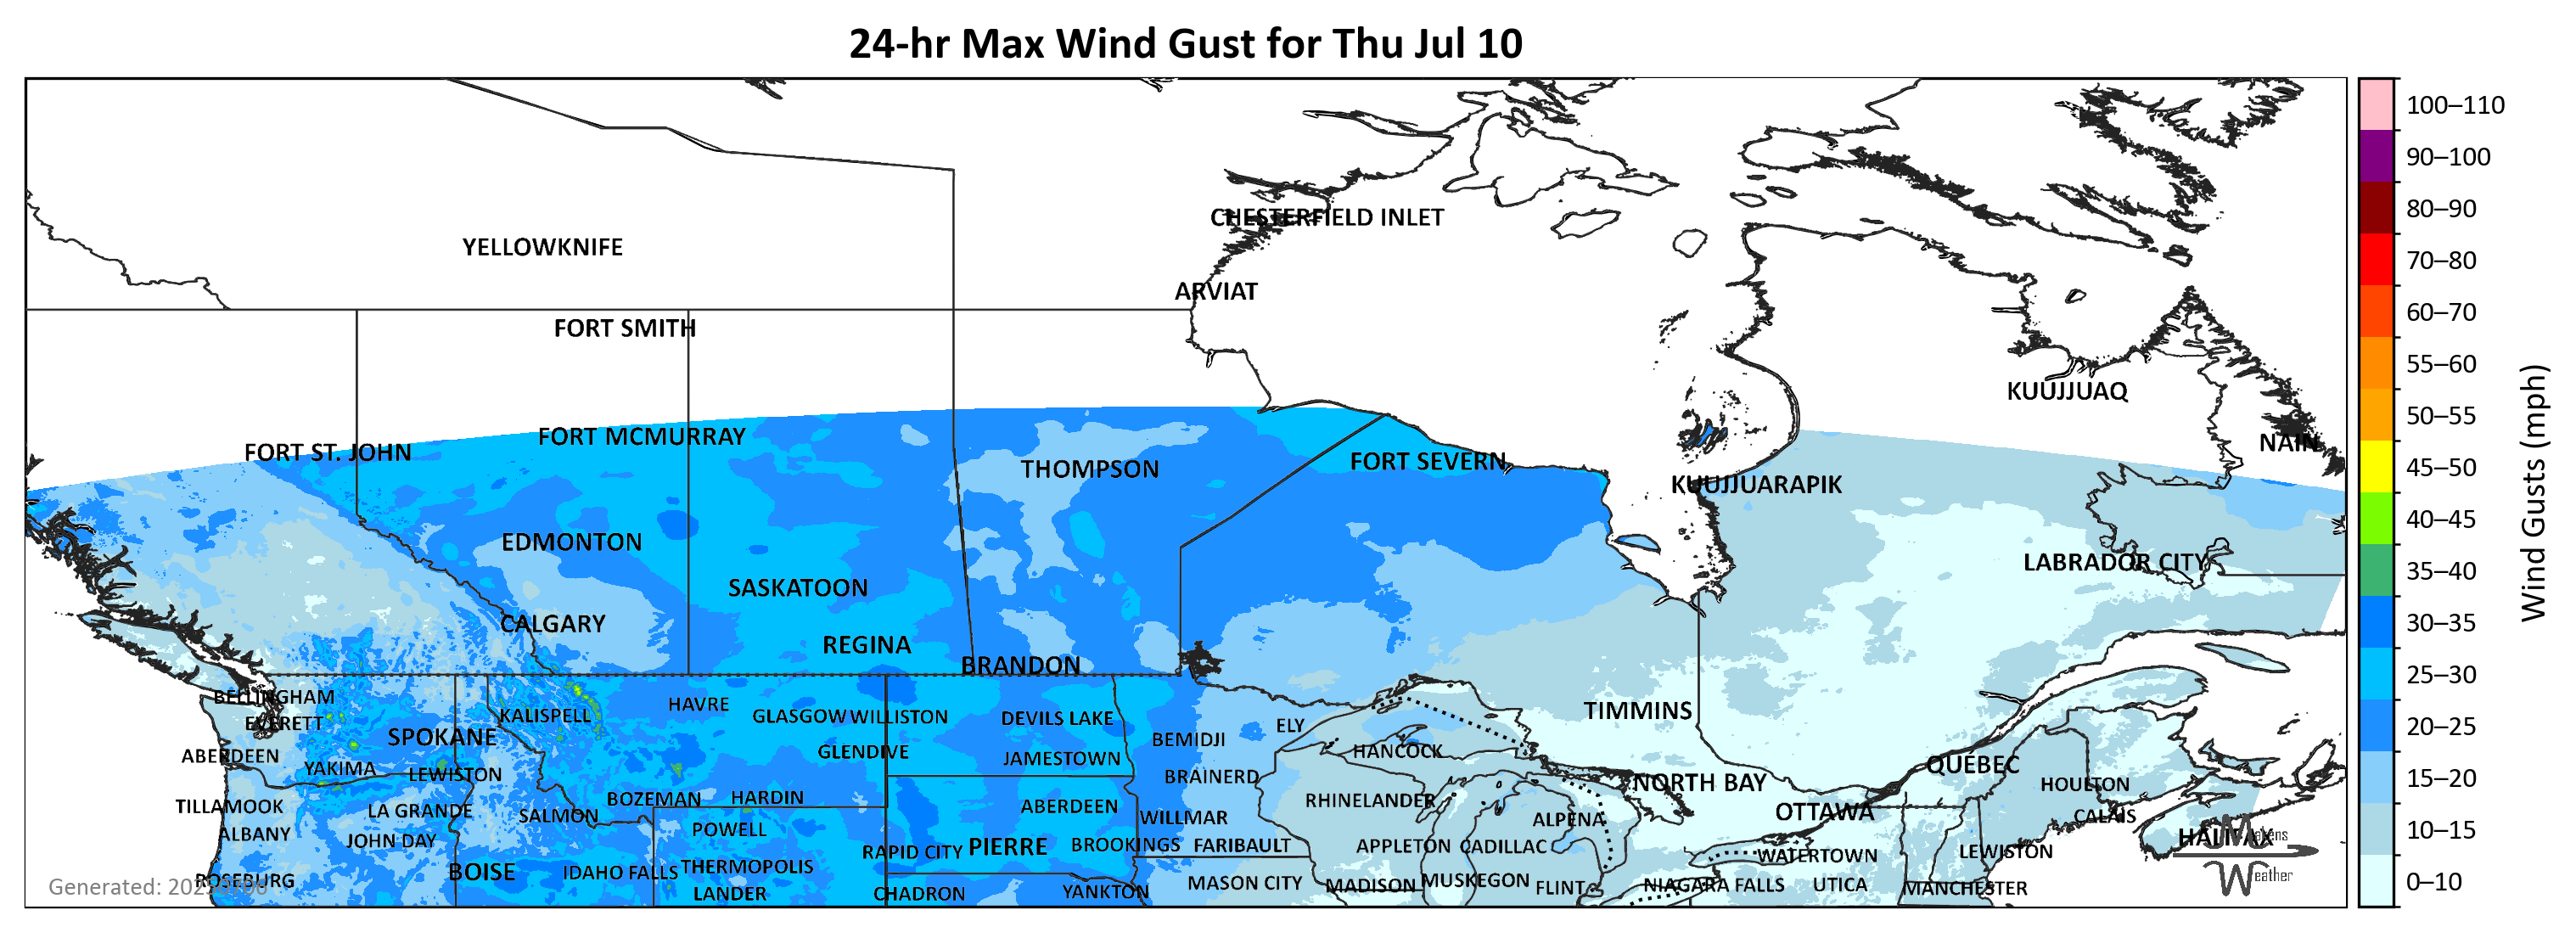 24-hr Max Wind Gust for Thu Jul 10
100–110
90–100
80–90
70–80
60–70
55–60
50–55
45–50
40–45
35–40
30–35
25–30
20–25
15–20
10–15
0–10
Wind Gusts (mph)
CHESTERFIELD INLET
YELLOWKNIFE
ARVIAT
FORT SMITH
KUUJJUAQ
FORT MCMURRAY
NAIN
FORT ST. JOHN
FORT SEVERN
THOMPSON
KUUJJUARAPIK
EDMONTON
LABRADOR CITY
SASKATOON
CALGARY
REGINA
BRANDON
BELLINGHAM
HAVRE
TIMMINS
KALISPELL
GLASGOW
WILLISTON
DEVILS LAKE
EVERETT
ELY
SPOKANE
BEMIDJI
HANCOCK
GLENDIVE
ABERDEEN
JAMESTOWN
QUÉBEC
YAKIMA
LEWISTON
BRAINERD
NORTH BAY
HOULTON
BOZEMAN
HARDIN
RHINELANDER
TILLAMOOK
LA GRANDE
ABERDEEN
OTTAWA
SALMON
WILLMAR
ALPENA
CALAIS
ALBANY
POWELL
HALIFAX
JOHN DAY
RAPID CITY
PIERRE
BROOKINGS
FARIBAULT
APPLETON
CADILLAC
WATERTOWN
LEWISTON
BOISE
IDAHO FALLS
THERMOPOLIS
ROSEBURG
MASON CITY
MADISON
MUSKEGON
FLINT
NIAGARA FALLS
UTICA
MANCHESTER
LANDER
CHADRON
YANKTON
Generated:
Makens
Weather